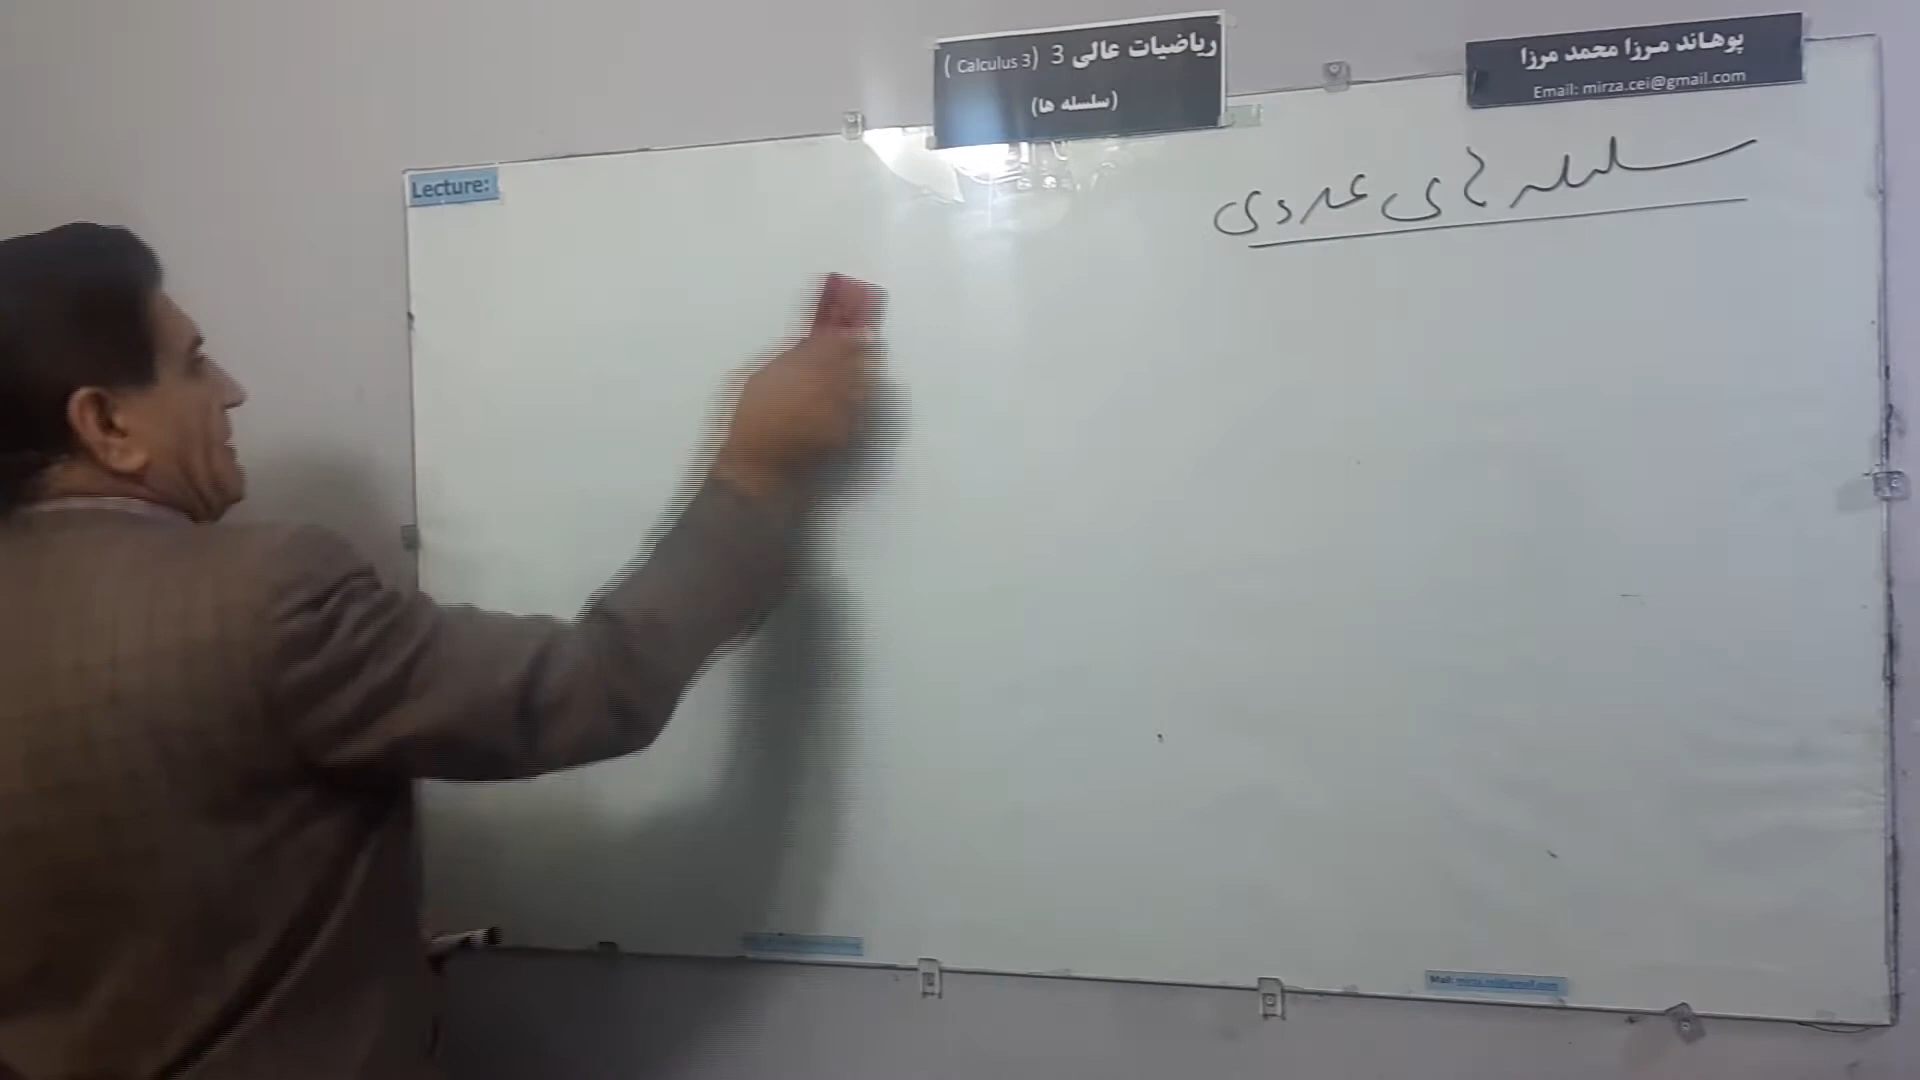 ریاضیات عالی 3 (Calculus 3 )
(سلسله ها)
پوهاند مرزا محمد مرزا
Email: mirza.cei@gmail.com
Lecture:
سلسله های عددی
Mail: